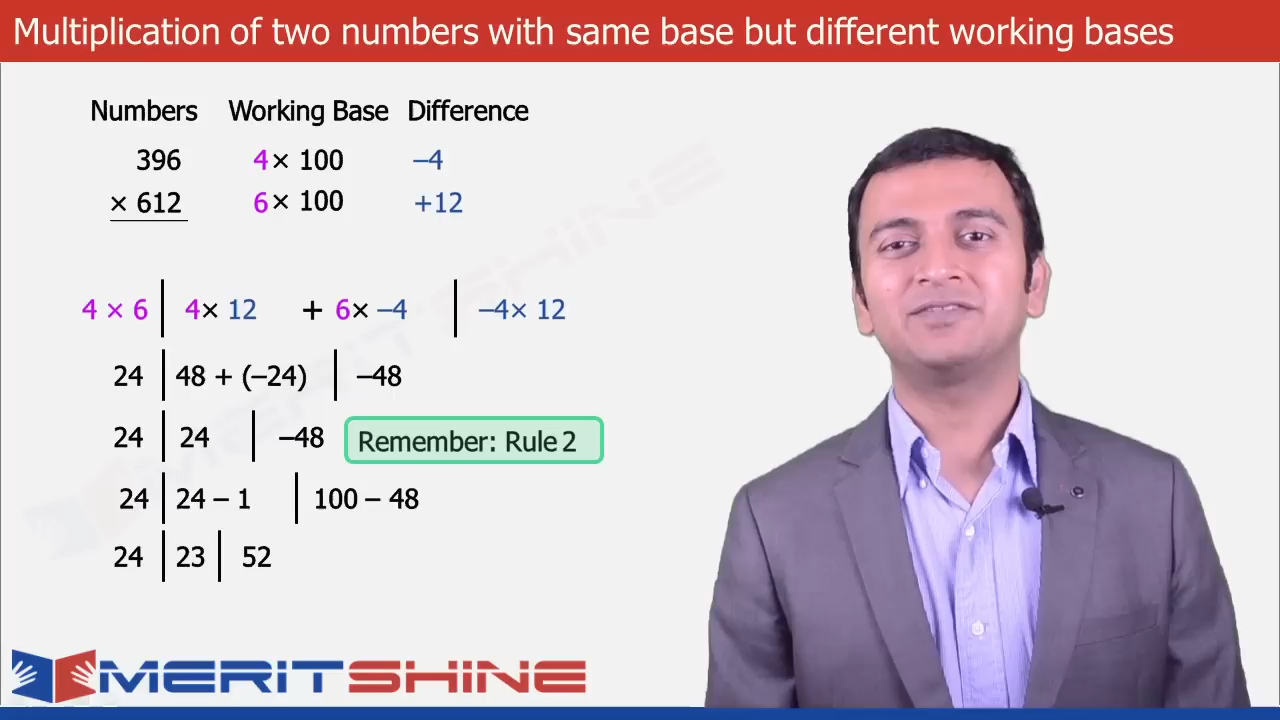 Multiplication of two numbers with same base but different working bases
Numbers Working Base Difference
396 4 × 100 –4
× 612 6 × 100 +12
4 × 6 | 4 × 12 + 6 × –4 | –4 × 12
24 | 48 + (–24) | –48
24 | 24 | –48 Remember: Rule 2
24 | 24 – 1 | 100 – 48
24 | 23 | 52
MERITSHINE
MERITSHINE